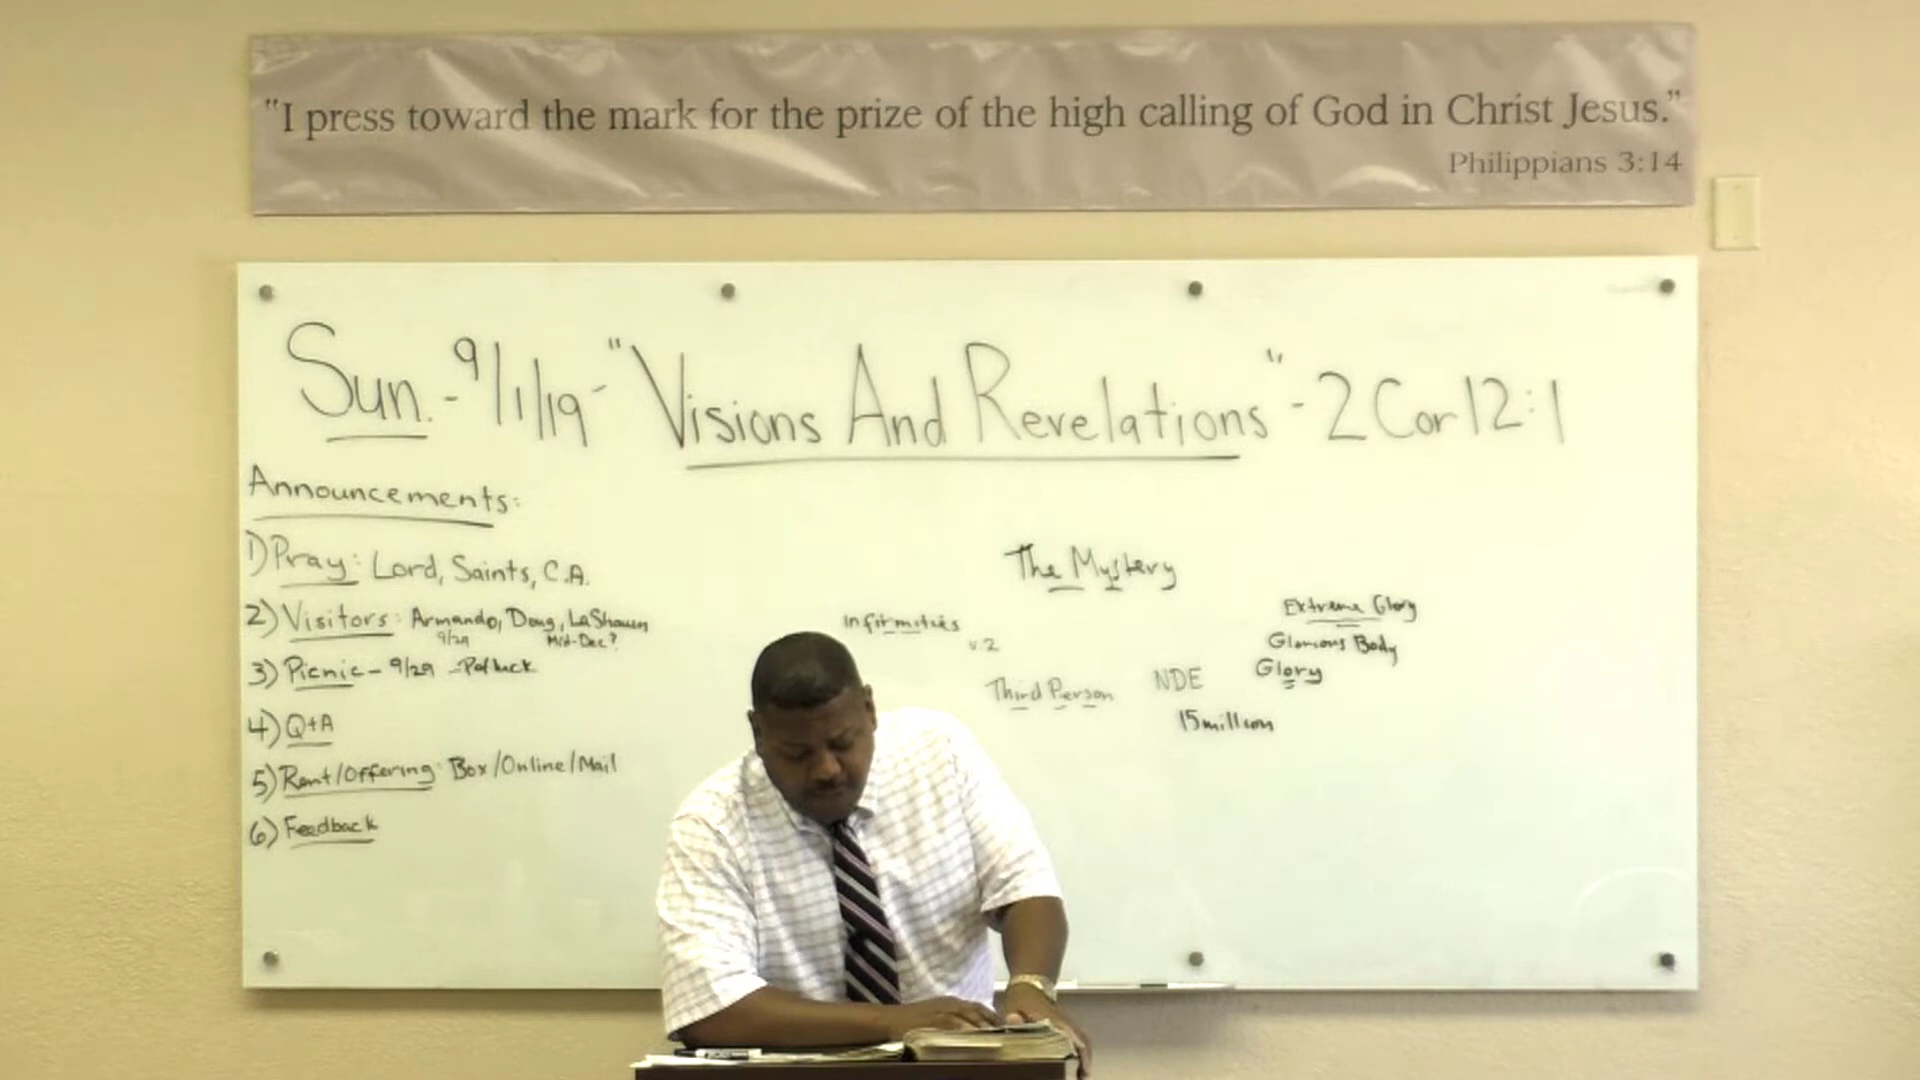 "I press toward the mark for the prize of the high calling of God in Christ Jesus."
Philippians 3:14
Sun. - 9/1/19 - "Visions And Revelations" - 2 Cor 12:1
Announcements:
1) Pray: Lord, Saints, C.A.
2) Visitors: Armando, Doug, LaShawn
9/29 Mid-Dec?
3) Picnic - 9/29 - Potluck
4) Q+A
5) Rent/Offering: Box/Online/Mail
6) Feedback
The Mystery
Infirmities
v.2
Third Person
NDE
15 million
Extreme Glory
Glorious Body
Glory